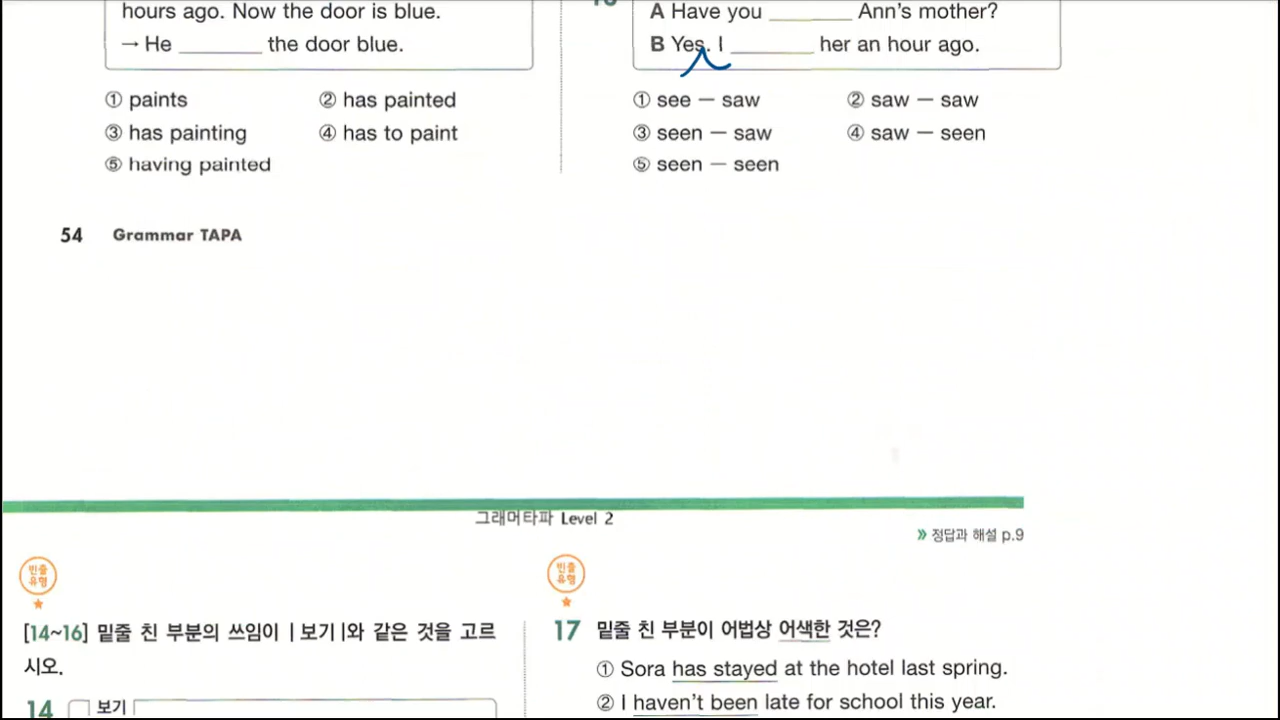 hours ago. Now the door is blue.
→ He ________ the door blue.
① paints
② has painted
③ has painting
④ has to paint
⑤ having painted
A Have you ________ Ann's mother?
B Yes. I ________ her an hour ago.
① see — saw
② saw — saw
③ seen — saw
④ saw — seen
⑤ seen — seen
54 Grammar TAPA
그래머타파 Level 2
» 정답과 해설 p.9
빈출
유형
[14~16] 밑줄 친 부분의 쓰임이 |보기|와 같은 것을 고르
시오.
14 보기
빈출
유형
17 밑줄 친 부분이 어법상 어색한 것은?
① Sora has stayed at the hotel last spring.
② I haven't been late for school this year.